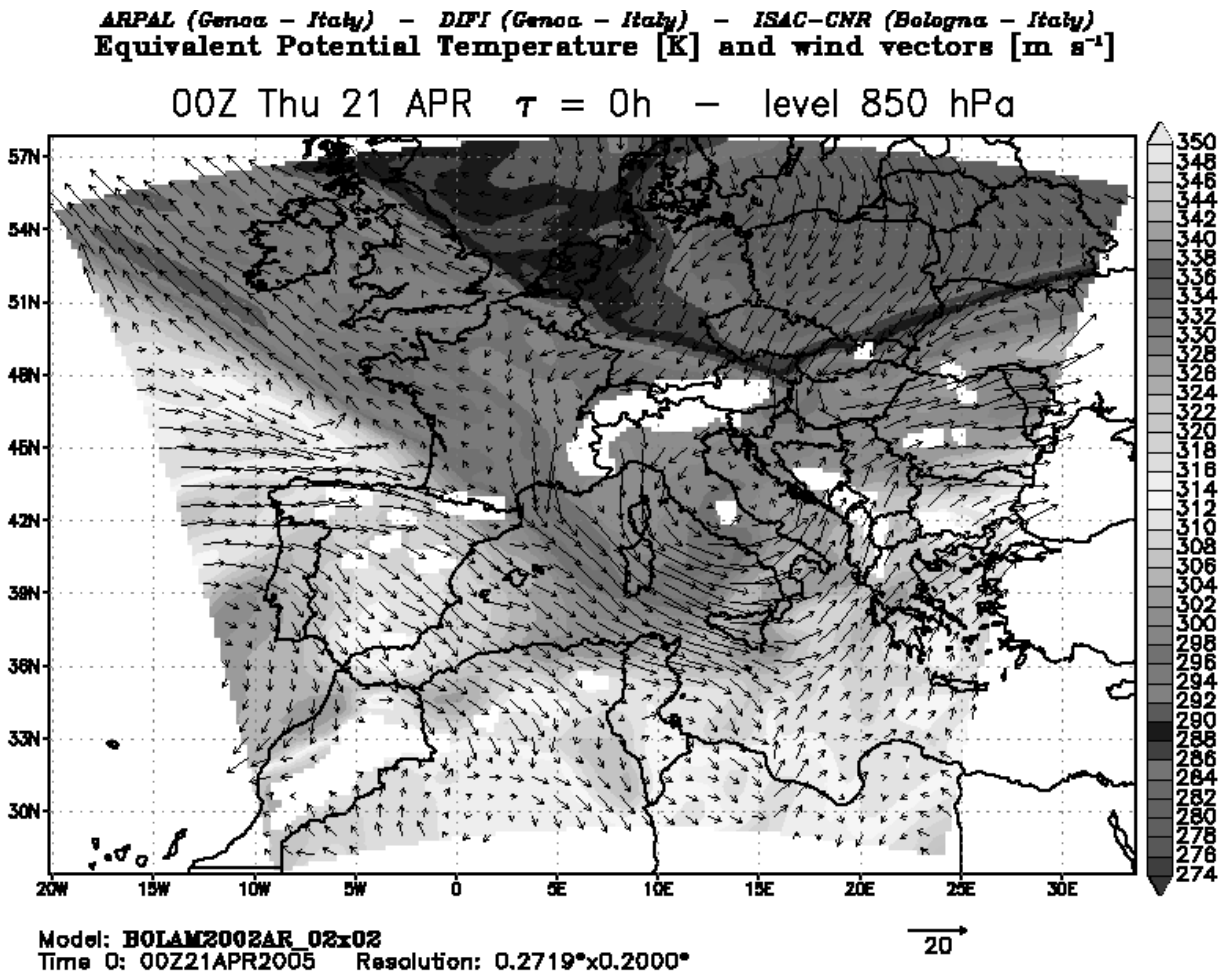 ARPAL (Genoa - Italy) - DIFI (Genoa - Italy) - ISAC-CNR (Bologna - Italy)
Equivalent Potential Temperature [K] and wind vectors [m s⁻¹]
00Z Thu 21 APR τ = 0h - level 850 hPa
57N
54N
51N
48N
45N
42N
39N
36N
33N
30N
20W 15W 10W 5W 0 5E 10E 15E 20E 25E 30E
350
348
346
344
342
340
338
336
334
332
330
328
326
324
322
320
318
316
314
312
310
308
306
304
302
300
298
296
294
292
290
288
286
284
282
280
278
276
274
Model: BOLAM2002AR_02x02
Time 0: 00Z21APR2005 Resolution: 0.2719°x0.2000°
20